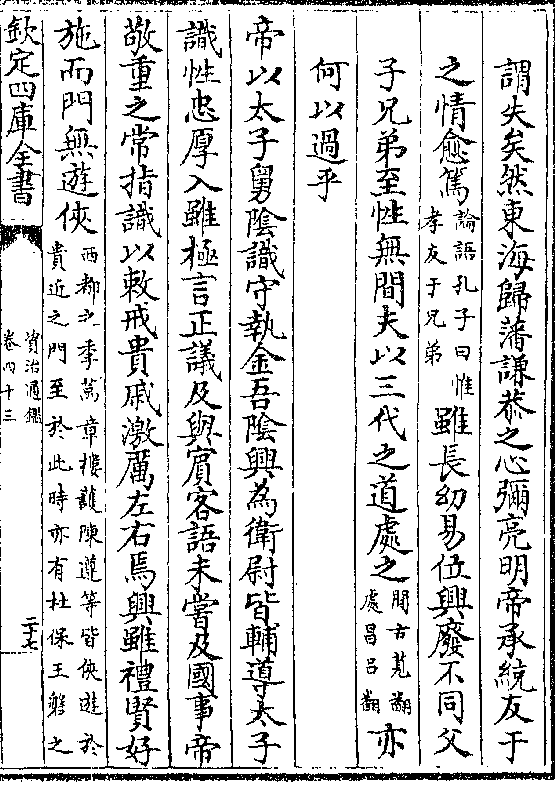 謂失矣然東海歸藩謙恭之心彌亮明帝承統友于
之情愈篤論語孔子曰惟孝友于兄弟雖長幼易位興廢不同父
子兄弟至性無間夫以三代之道處之間古莧翻處昌呂翻亦
何以過乎
帝以太子舅陰識守執金吾陰興為衛尉皆輔導太子
識性忠厚入雖極言正議及與賓客語未嘗及國事帝
敬重之常指識以敕戒貴戚激厲左右焉興雖禮賢好
施而門無遊俠西都之季萬章樓護陳遵等皆俠遊於貴近之門至於此時亦有杜保王磐之
欽定四庫全書
資治通鑑
卷四十三
二十七